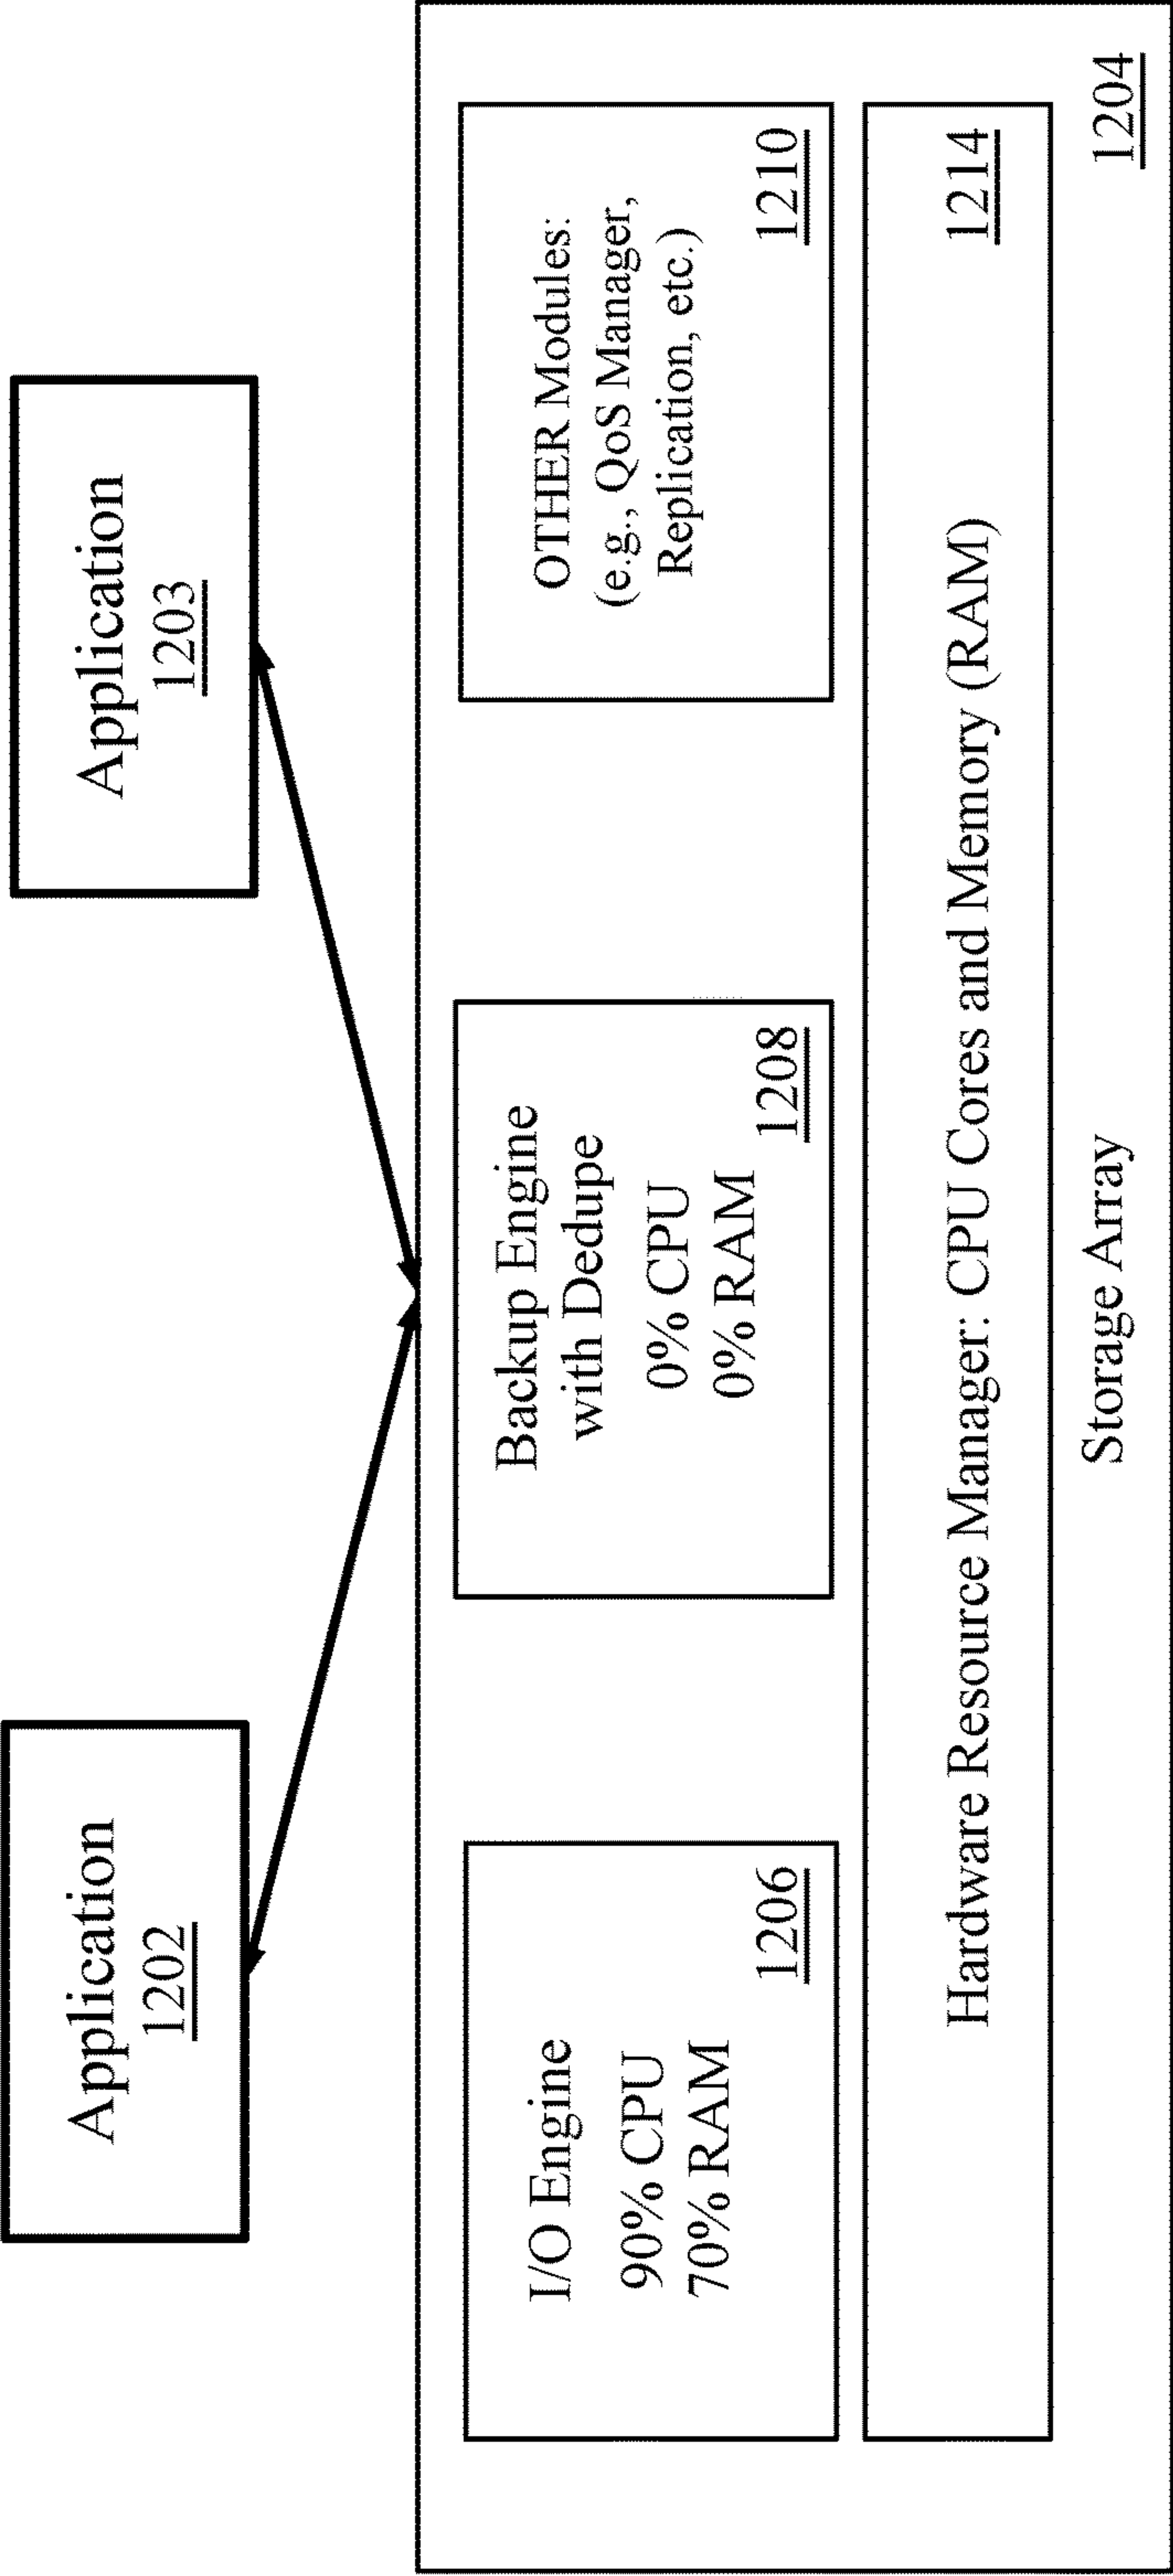 Application
1202
Application
1203
I/O Engine
90% CPU
70% RAM
1206
Backup Engine
with Dedupe
0% CPU
0% RAM
1208
OTHER Modules:
(e.g., QoS Manager,
Replication, etc.)
1210
Hardware Resource Manager: CPU Cores and Memory (RAM)
1214
Storage Array
1204